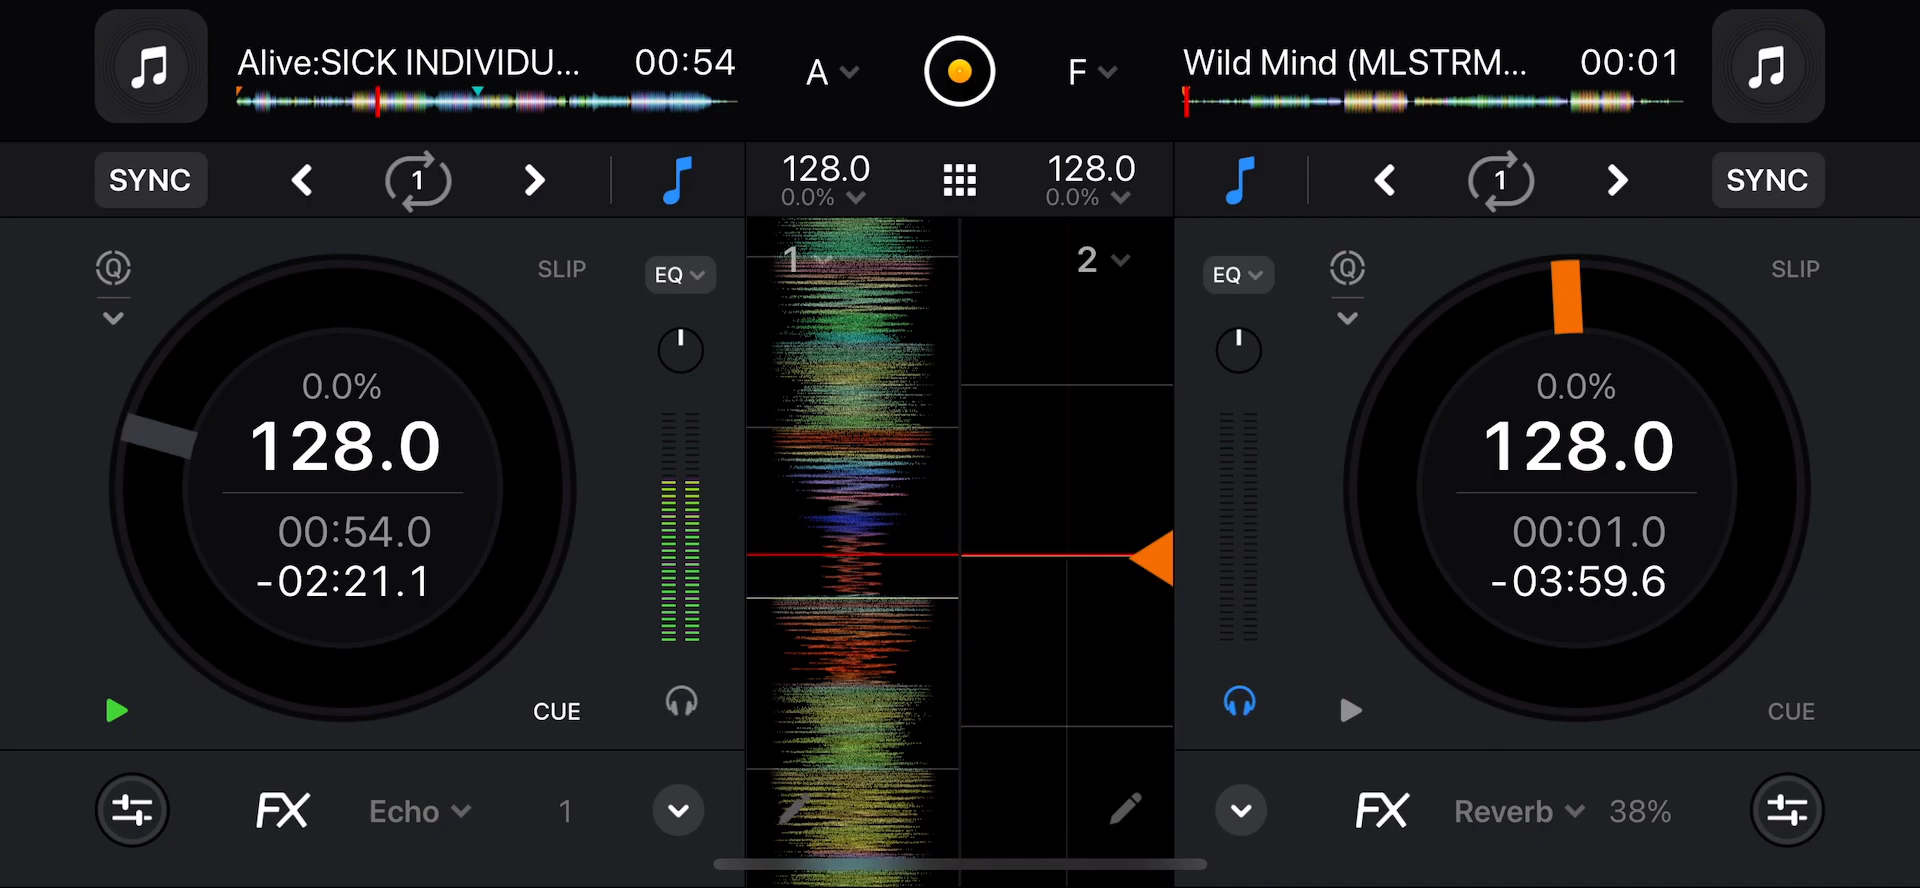 Alive:SICK INDIVIDU... 00:54 A F Wild Mind (MLSTRM... 00:01
SYNC 1 128.0 128.0 1 SYNC
0.0% 0.0%
Q SLIP EQ 1 2 EQ Q SLIP
0.0% 0.0%
128.0 128.0
00:54.0 00:01.0
-02:21.1 -03:59.6
CUE CUE
FX Echo 1 FX Reverb 38%